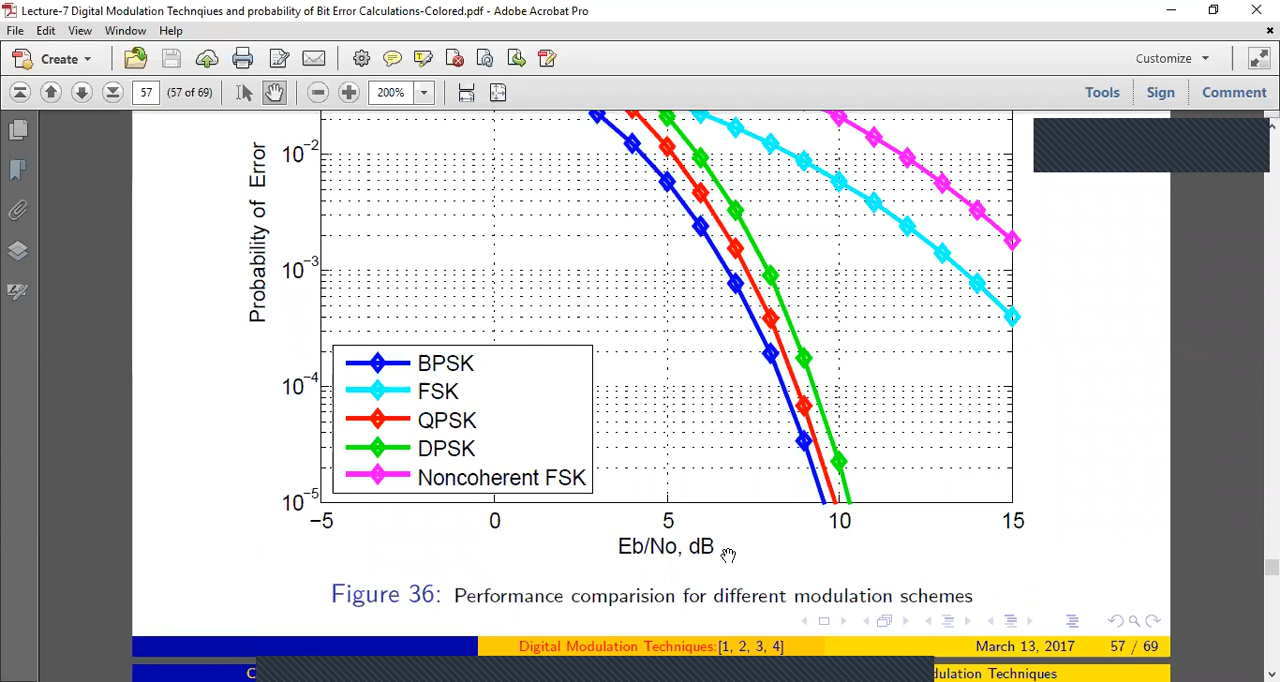 Lecture-7 Digital Modulation Technqiues and probability of Bit Error Calculations-Colored.pdf - Adobe Acrobat Pro
File Edit View Window Help
Create Customize
57 (57 of 69) 200% Tools Sign Comment
Probability of Error
10−2
10−3
10−4
10−5
BPSK
FSK
QPSK
DPSK
Noncoherent FSK
−5 0 5 10 15
Eb/No, dB
Figure 36: Performance comparision for different modulation schemes
Digital Modulation Techniques:[1, 2, 3, 4] March 13, 2017 57 / 69
dulation Techniques